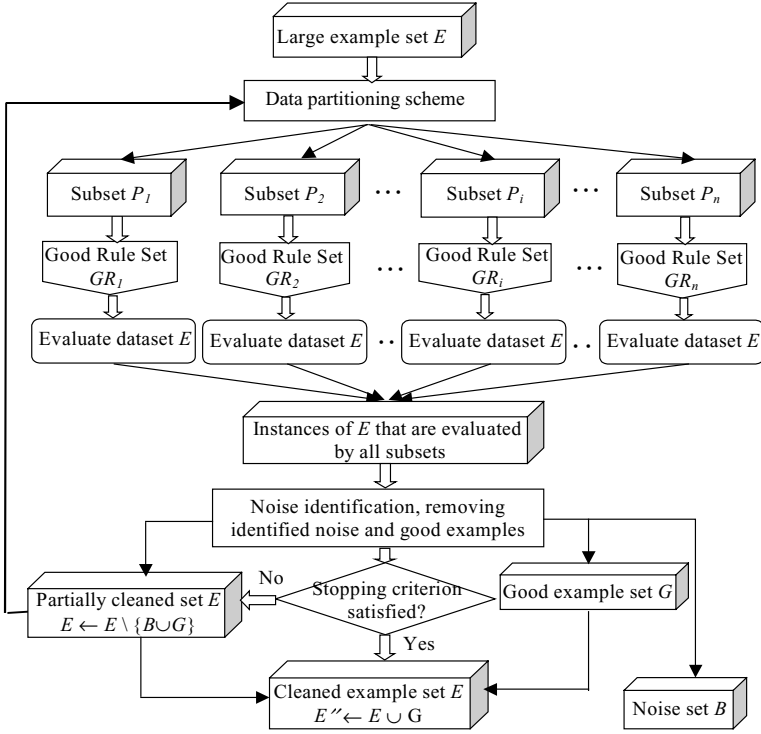 Large example set E
Data partitioning scheme
Subset P1
Subset P2
...
Subset Pi
...
Subset Pn
Good Rule Set
GR1
Good Rule Set
GR2
...
Good Rule Set
GRi
...
Good Rule Set
GRn
Evaluate dataset E
Evaluate dataset E
..
Evaluate dataset E
..
Evaluate dataset E
Instances of E that are evaluated
by all subsets
Noise identification, removing
identified noise and good examples
No
Stopping criterion
satisfied?
Yes
Partially cleaned set E
E ← E \ {B∪G}
Good example set G
Cleaned example set E
E″ ← E ∪ G
Noise set B